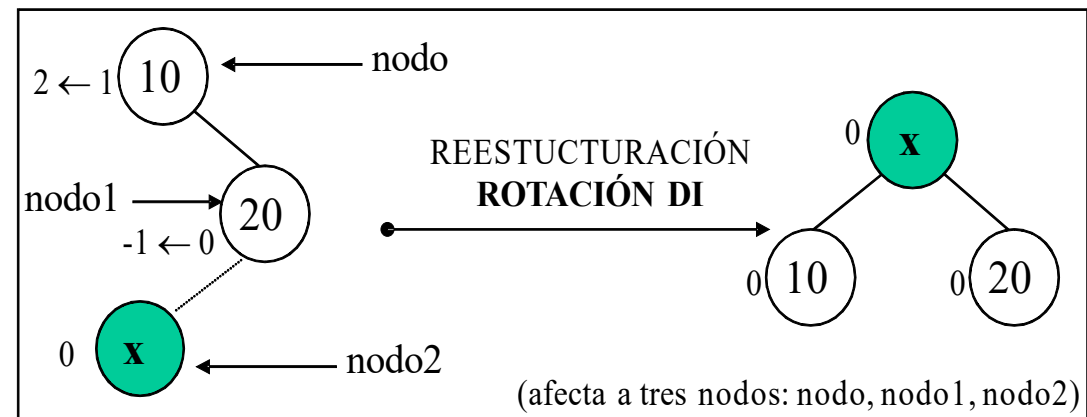 nodo
2 ← 1 10
nodo1
20
-1 ← 0
0 x
nodo2
REESTUCTURACIÓN
ROTACIÓN DI
0 x
0 10 0 20
(afecta a tres nodos: nodo, nodo1, nodo2)